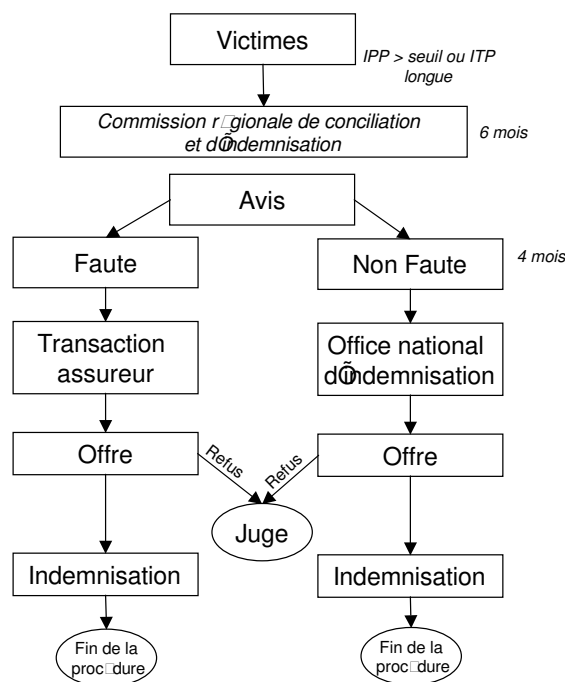 Victimes
IPP > seuil ou ITP
longue
Commission r□gionale de conciliation
et dÕindemnisation
6 mois
Avis
Faute
Non Faute
4 mois
Transaction
assureur
Office national
dÕindemnisation
Offre
Refus
Refus
Offre
Juge
Indemnisation
Indemnisation
Fin de la
proc□dure
Fin de la
proc□dure